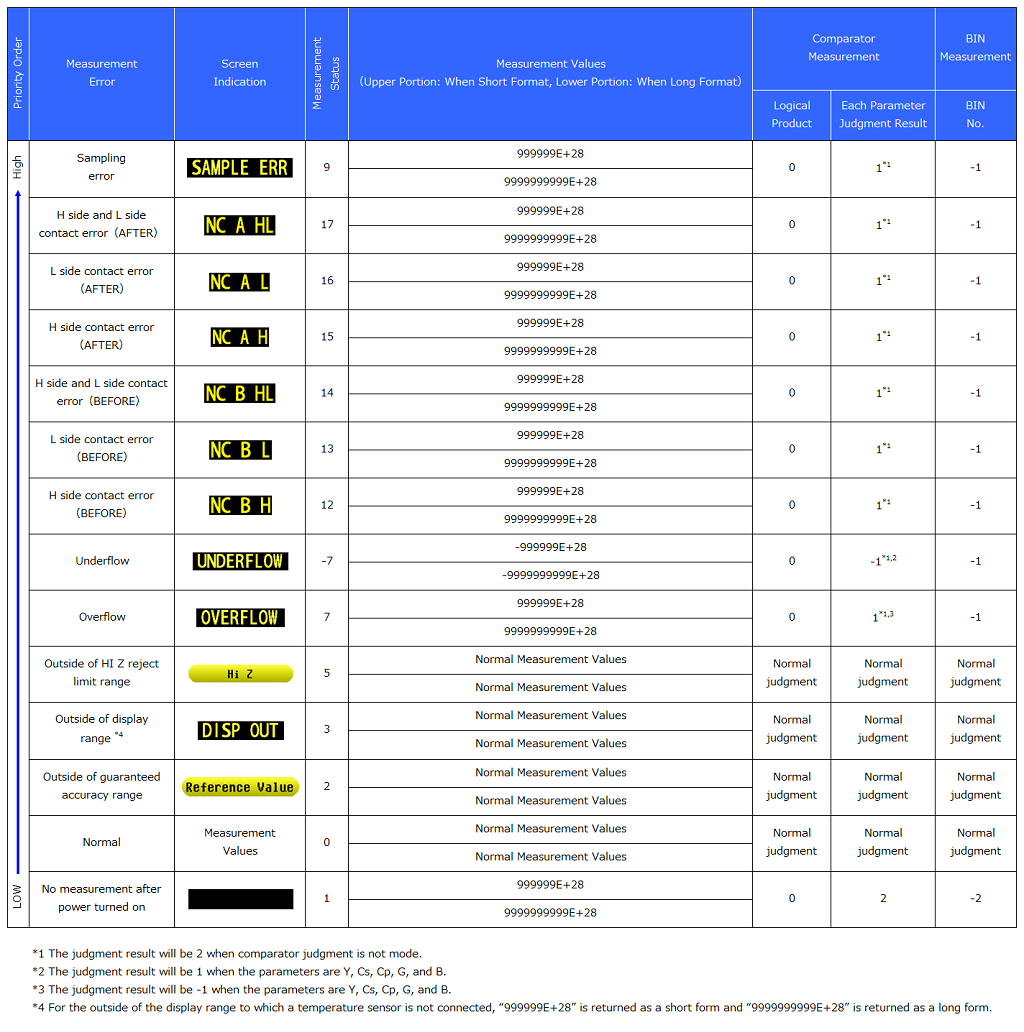 Priority Order
Measurement
Error
Screen
Indication
Measurement
Status
Measurement Values
(Upper Portion: When Short Format, Lower Portion: When Long Format)
Comparator
Measurement
BIN
Measurement
Logical
Product
Each Parameter
Judgment Result
BIN
No.
High
Sampling
error
SAMPLE ERR
9
999999E+28
9999999999E+28
0
1*1
-1
H side and L side
contact error (AFTER)
NC A HL
17
999999E+28
9999999999E+28
0
1*1
-1
L side contact error
(AFTER)
NC A L
16
999999E+28
9999999999E+28
0
1*1
-1
H side contact error
(AFTER)
NC A H
15
999999E+28
9999999999E+28
0
1*1
-1
H side and L side contact
error (BEFORE)
NC B HL
14
999999E+28
9999999999E+28
0
1*1
-1
L side contact error
(BEFORE)
NC B L
13
999999E+28
9999999999E+28
0
1*1
-1
H side contact error
(BEFORE)
NC B H
12
999999E+28
9999999999E+28
0
1*1
-1
Underflow
UNDERFLOW
-7
-999999E+28
-9999999999E+28
0
-1*1,2
-1
Overflow
OVERFLOW
7
999999E+28
9999999999E+28
0
1*1,3
-1
Outside of HI Z reject
limit range
Hi Z
5
Normal Measurement Values
Normal Measurement Values
Normal
judgment
Normal
judgment
Normal
judgment
Outside of display
range *4
DISP OUT
3
Normal Measurement Values
Normal Measurement Values
Normal
judgment
Normal
judgment
Normal
judgment
Outside of guaranteed
accuracy range
Reference Value
2
Normal Measurement Values
Normal Measurement Values
Normal
judgment
Normal
judgment
Normal
judgment
Normal
Measurement
Values
0
Normal Measurement Values
Normal Measurement Values
Normal
judgment
Normal
judgment
Normal
judgment
LOW
No measurement after
power turned on
1
999999E+28
9999999999E+28
0
2
-2
*1 The judgment result will be 2 when comparator judgment is not mode.
*2 The judgment result will be 1 when the parameters are Y, Cs, Cp, G, and B.
*3 The judgment result will be -1 when the parameters are Y, Cs, Cp, G, and B.
*4 For the outside of the display range to which a temperature sensor is not connected, “999999E+28” is returned as a short form and “9999999999E+28” is returned as a long form.